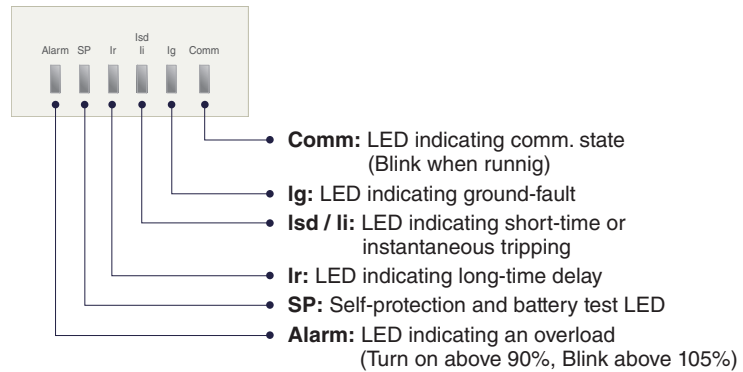 Isd
Alarm SP Ir Ii Ig Comm
Comm: LED indicating comm. state
(Blink when runnig)
Ig: LED indicating ground-fault
Isd / Ii: LED indicating short-time or
instantaneous tripping
Ir: LED indicating long-time delay
SP: Self-protection and battery test LED
Alarm: LED indicating an overload
(Turn on above 90%, Blink above 105%)